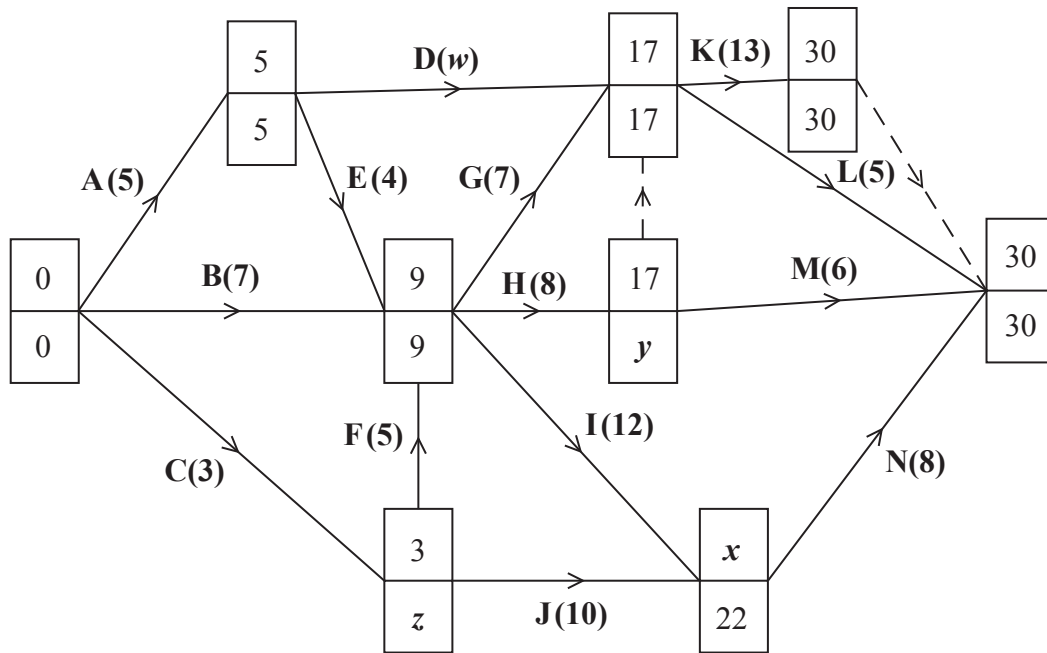 5
5
D(w)
17
17
K(13)
30
30
A(5)
E(4)
G(7)
L(5)
0
0
B(7)
9
9
H(8)
17
y
M(6)
30
30
C(3)
F(5)
I(12)
N(8)
3
z
J(10)
x
22